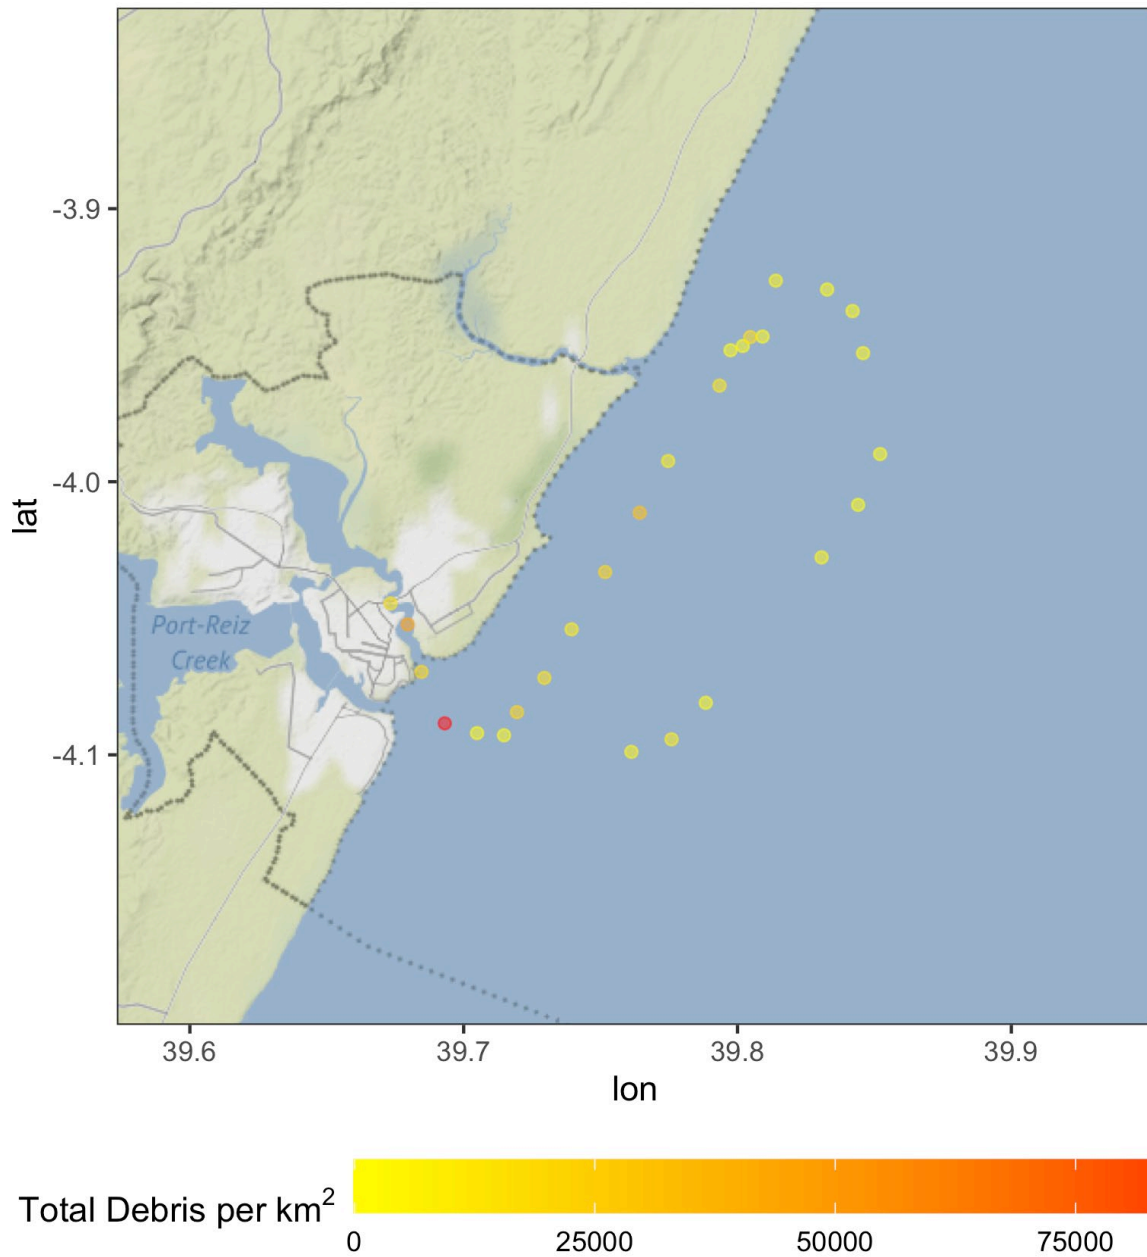 -3.9
-4.0
-4.1
lat
Port-Reiz
Creek
39.6
39.7
39.8
39.9
lon
Total Debris per km²
0
25000
50000
75000